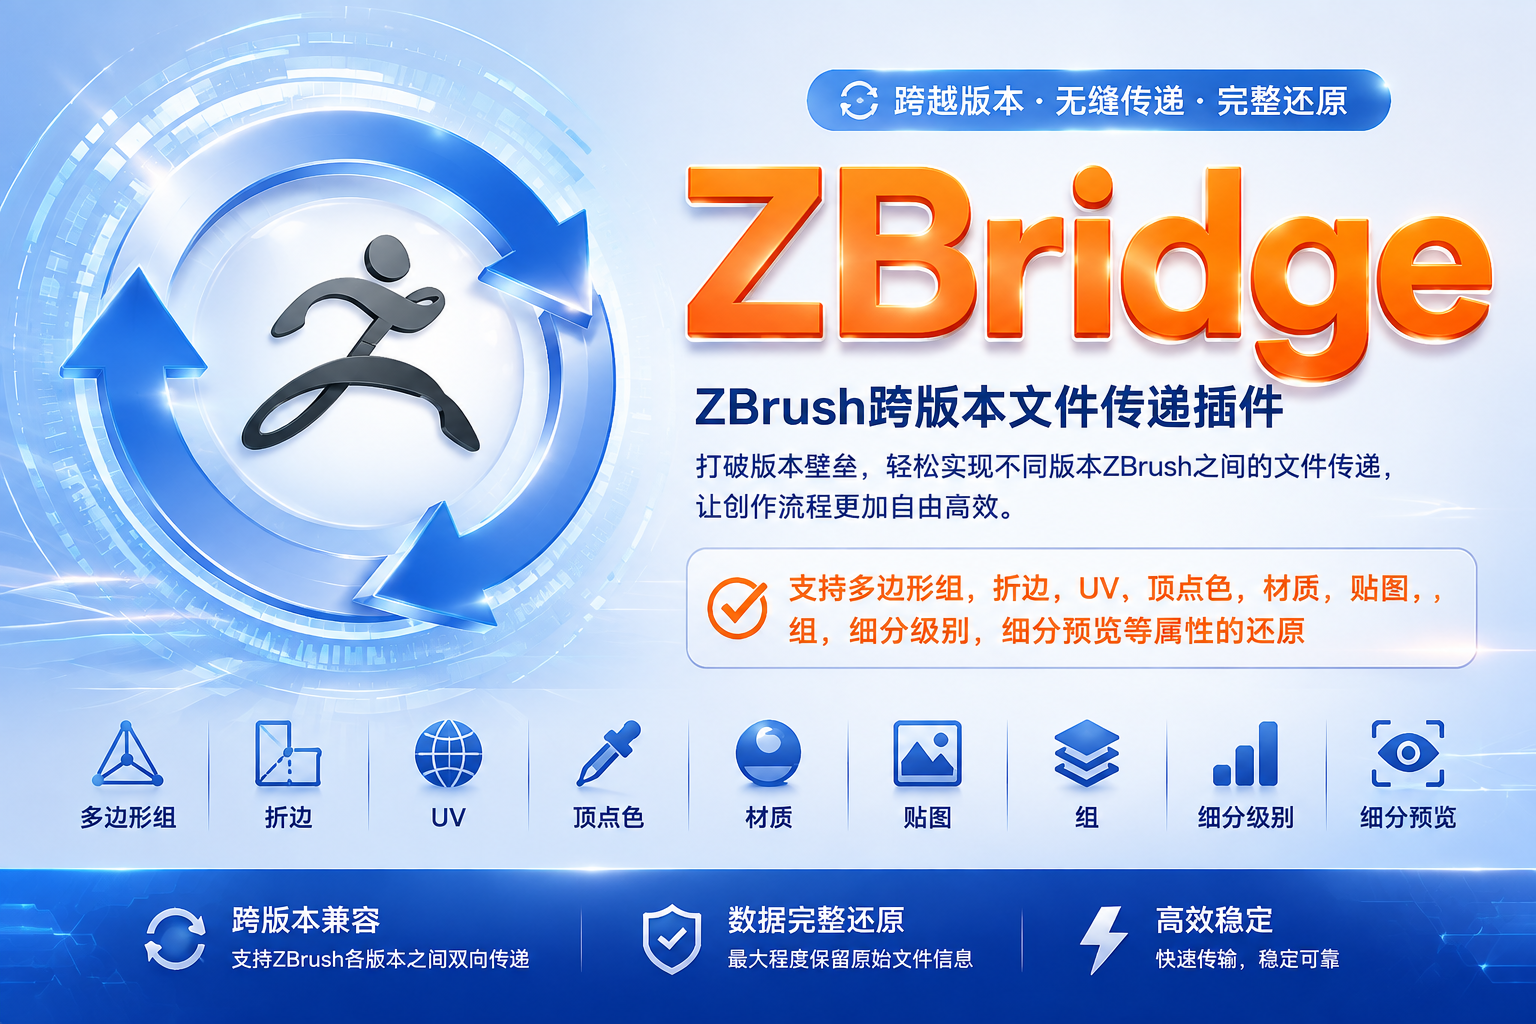 跨越版本 · 无缝传递 · 完整还原
ZBridge
ZBrush跨版本文件传递插件
打破版本壁垒，轻松实现不同版本ZBrush之间的文件传递，
让创作流程更加自由高效。
支持多边形组，折边，UV，顶点色，材质，贴图，，
组，细分级别，细分预览等属性的还原
多边形组
折边
UV
顶点色
材质
贴图
组
细分级别
细分预览
跨版本兼容
支持ZBrush各版本之间双向传递
数据完整还原
最大程度保留原始文件信息
高效稳定
快速传输，稳定可靠